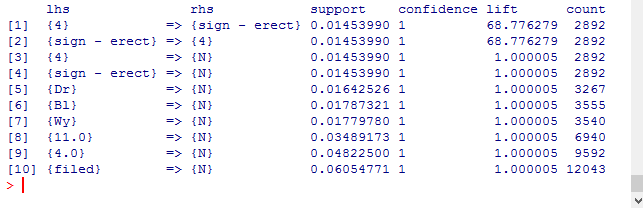 lhs rhs support confidence lift count
[1] {4} => {sign - erect} 0.01453990 1 68.776279 2892
[2] {sign - erect} => {4} 0.01453990 1 68.776279 2892
[3] {4} => {N} 0.01453990 1 1.000005 2892
[4] {sign - erect} => {N} 0.01453990 1 1.000005 2892
[5] {Dr} => {N} 0.01642526 1 1.000005 3267
[6] {Bl} => {N} 0.01787321 1 1.000005 3555
[7] {Wy} => {N} 0.01779780 1 1.000005 3540
[8] {11.0} => {N} 0.03489173 1 1.000005 6940
[9] {4.0} => {N} 0.04822500 1 1.000005 9592
[10] {filed} => {N} 0.06054771 1 1.000005 12043
>